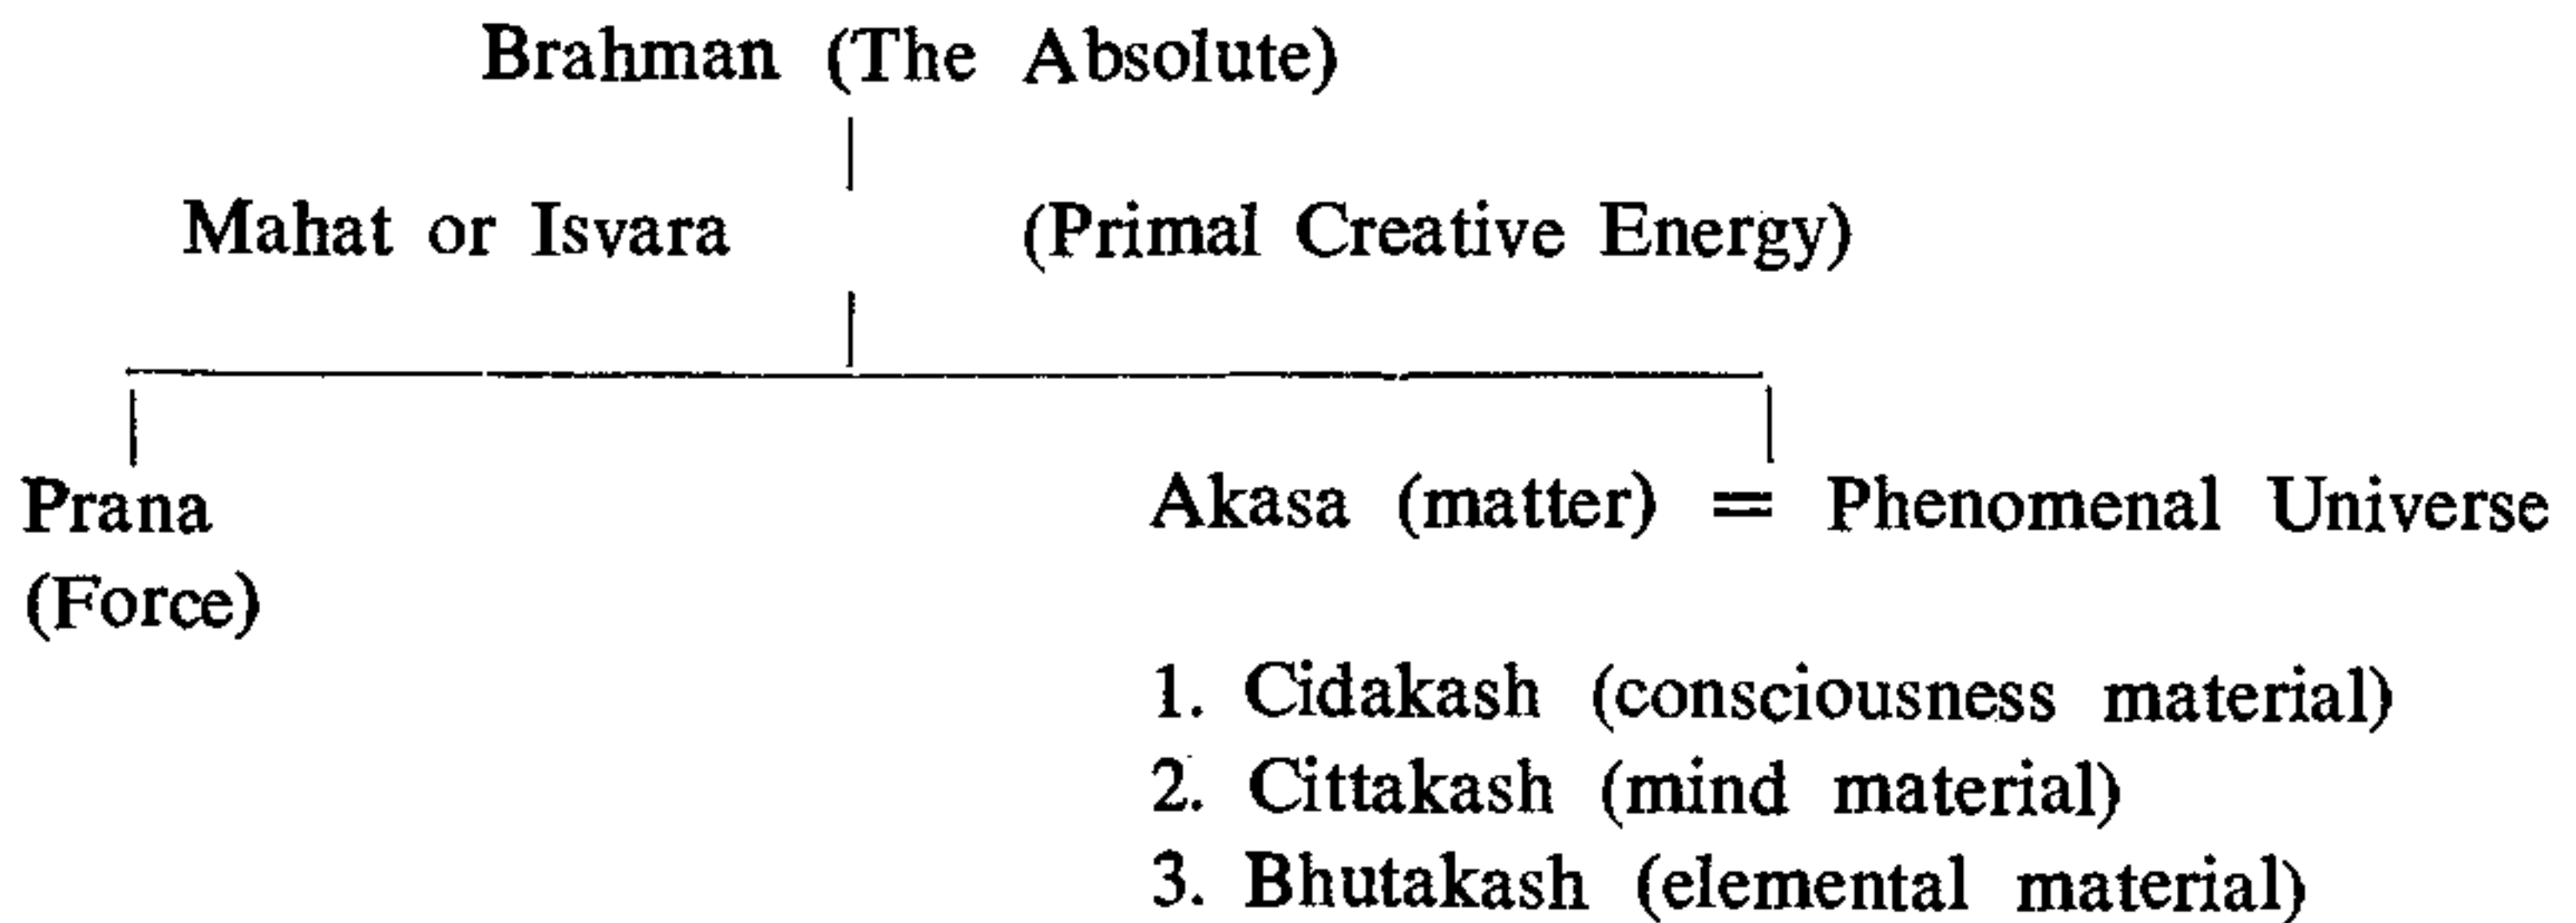 Brahman (The Absolute)
Mahat or Isvara (Primal Creative Energy)
Prana Akasa (matter) = Phenomenal Universe
(Force)
1. Cidakash (consciousness material)
2. Cittakash (mind material)
3. Bhutakash (elemental material)